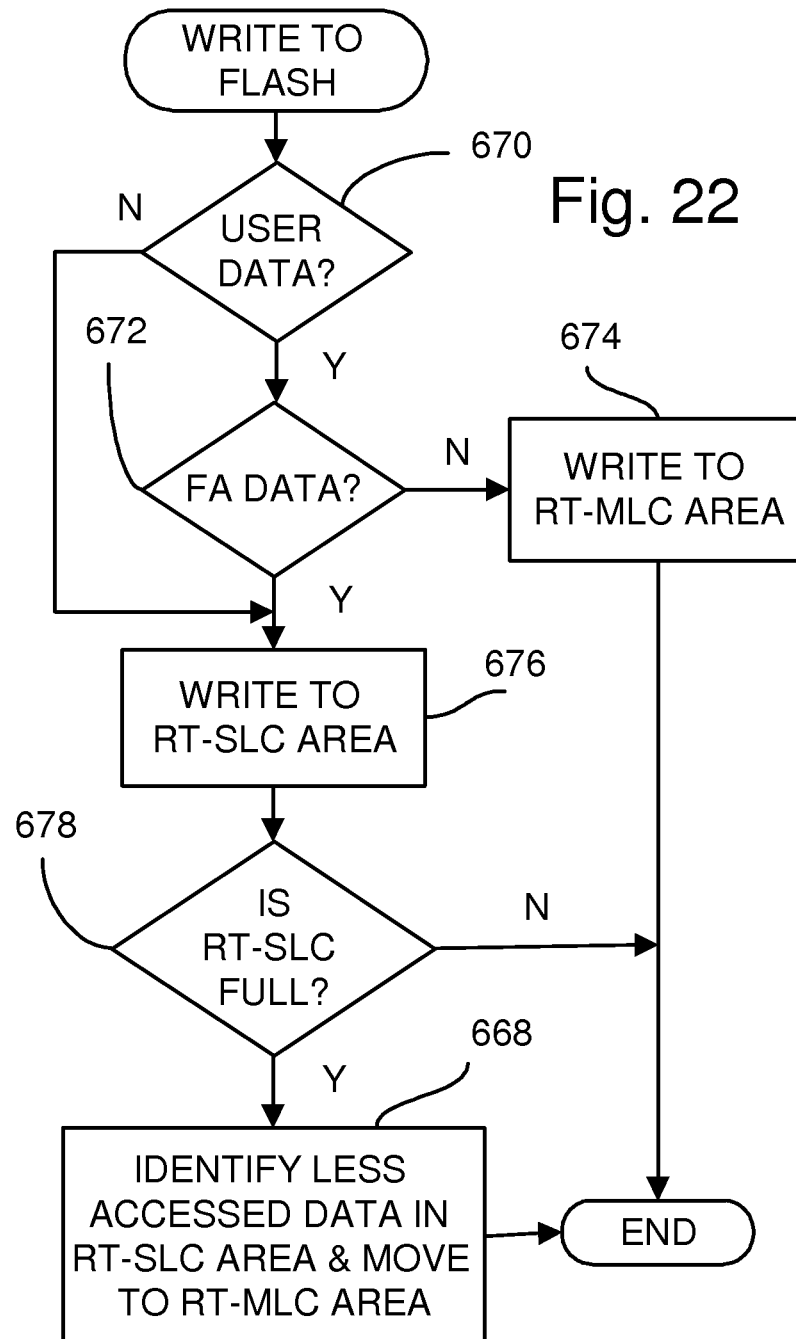 WRITE TO
FLASH
670
Fig. 22
N
USER
DATA?
672
Y
674
FA DATA?
N
WRITE TO
RT-MLC AREA
Y
676
WRITE TO
RT-SLC AREA
678
IS
RT-SLC
FULL?
N
668
Y
IDENTIFY LESS
ACCESSED DATA IN
RT-SLC AREA & MOVE
TO RT-MLC AREA
END